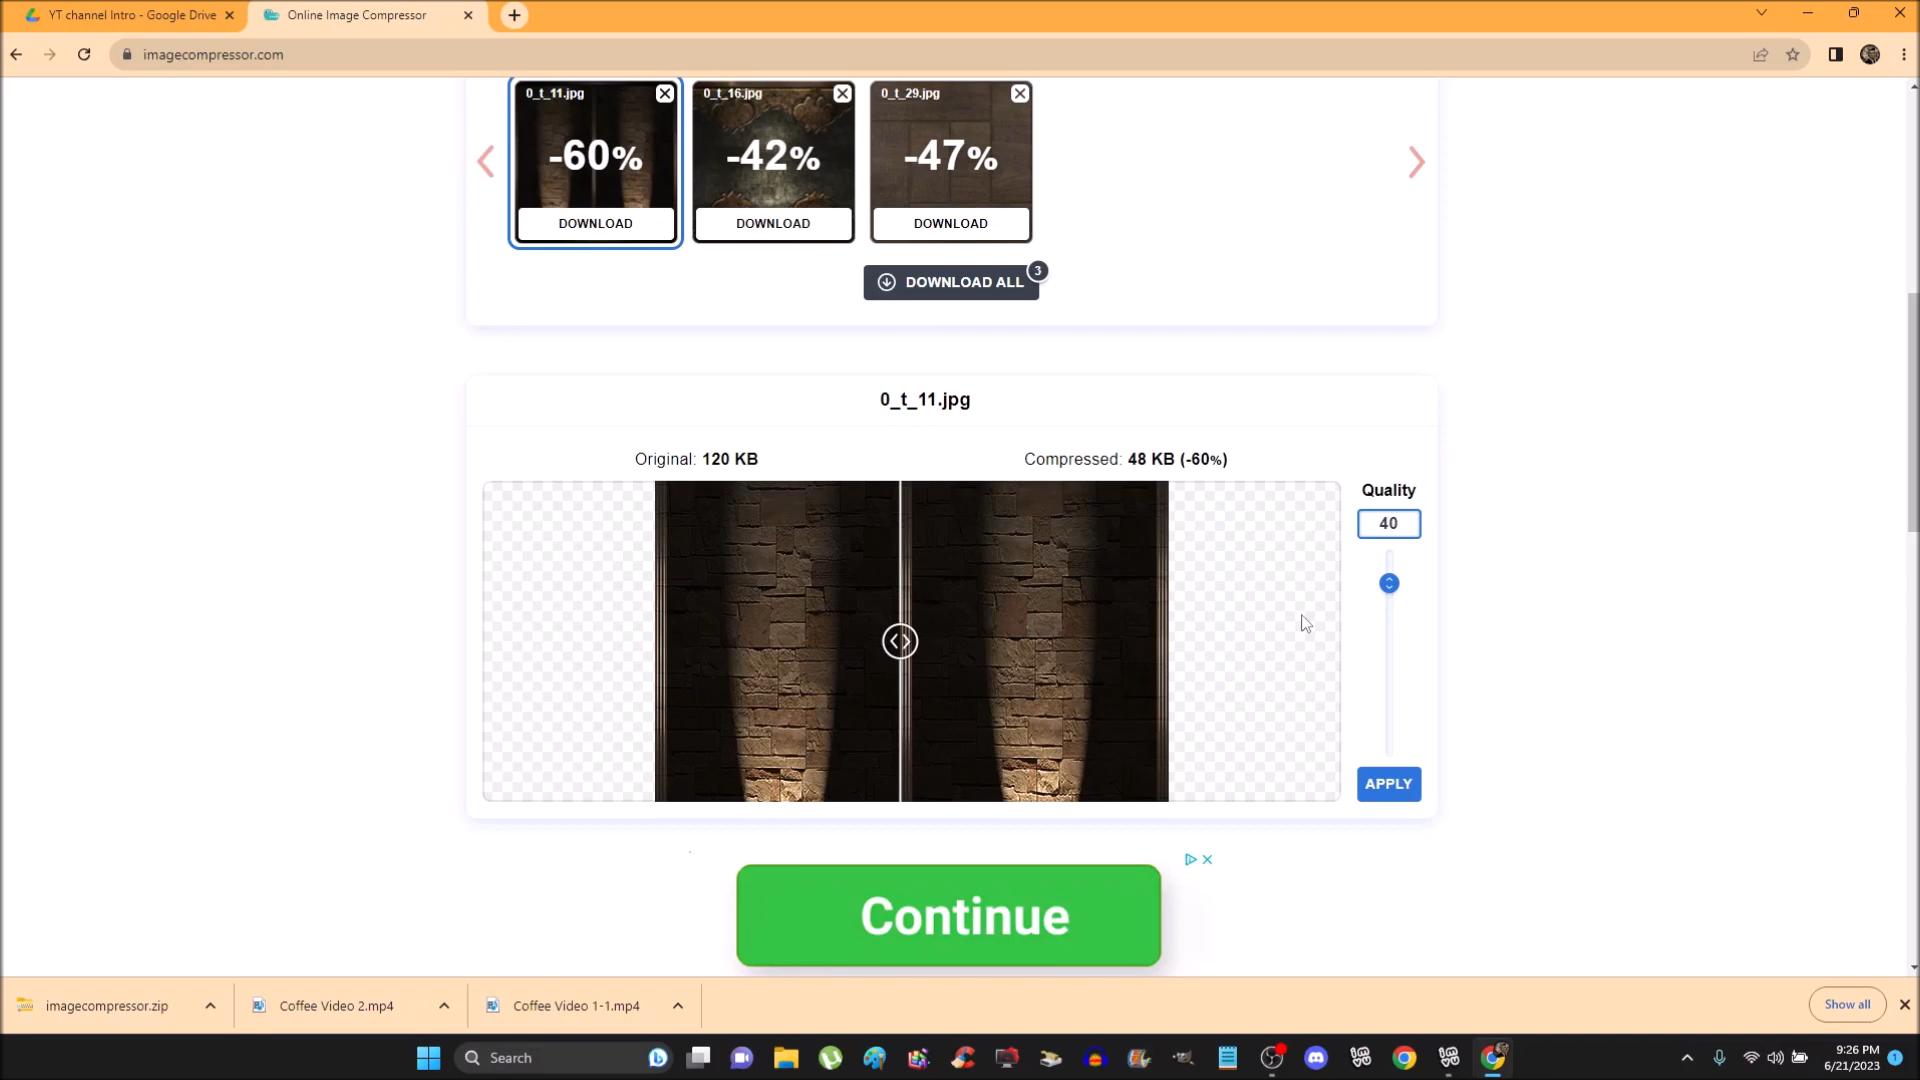 YT channel Intro - Google Drive
Online Image Compressor
imagecompressor.com
0_t_11.jpg
0_t_16.jpg
0_t_29.jpg
-60%
-42%
-47%
DOWNLOAD
DOWNLOAD
DOWNLOAD
DOWNLOAD ALL
3
0_t_11.jpg
Original: 120 KB
Compressed: 48 KB (-60%)
Quality
40
APPLY
Continue
imagecompressor.zip
Coffee Video 2.mp4
Coffee Video 1-1.mp4
Show all
Search
9:26 PM
6/21/2023
1